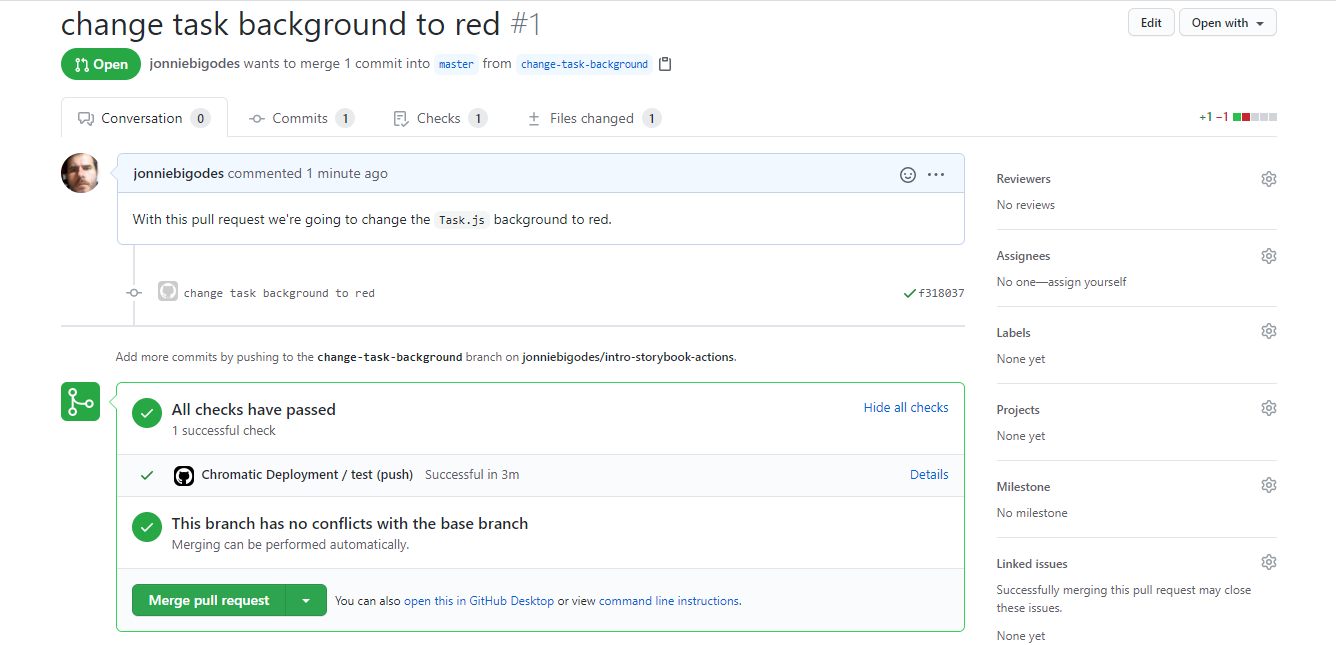 change task background to red #1
Edit
Open with
Open
jonniebigodes wants to merge 1 commit into master from change-task-background
Conversation 0
Commits 1
Checks 1
Files changed 1
+1 −1
jonniebigodes commented 1 minute ago
With this pull request we're going to change the Task.js background to red.
change task background to red
f318037
Add more commits by pushing to the change-task-background branch on jonniebigodes/intro-storybook-actions.
All checks have passed
Hide all checks
1 successful check
Chromatic Deployment / test (push) Successful in 3m
Details
This branch has no conflicts with the base branch
Merging can be performed automatically.
Merge pull request
You can also open this in GitHub Desktop or view command line instructions.
Reviewers
No reviews
Assignees
No one—assign yourself
Labels
None yet
Projects
None yet
Milestone
No milestone
Linked issues
Successfully merging this pull request may close
these issues.
None yet